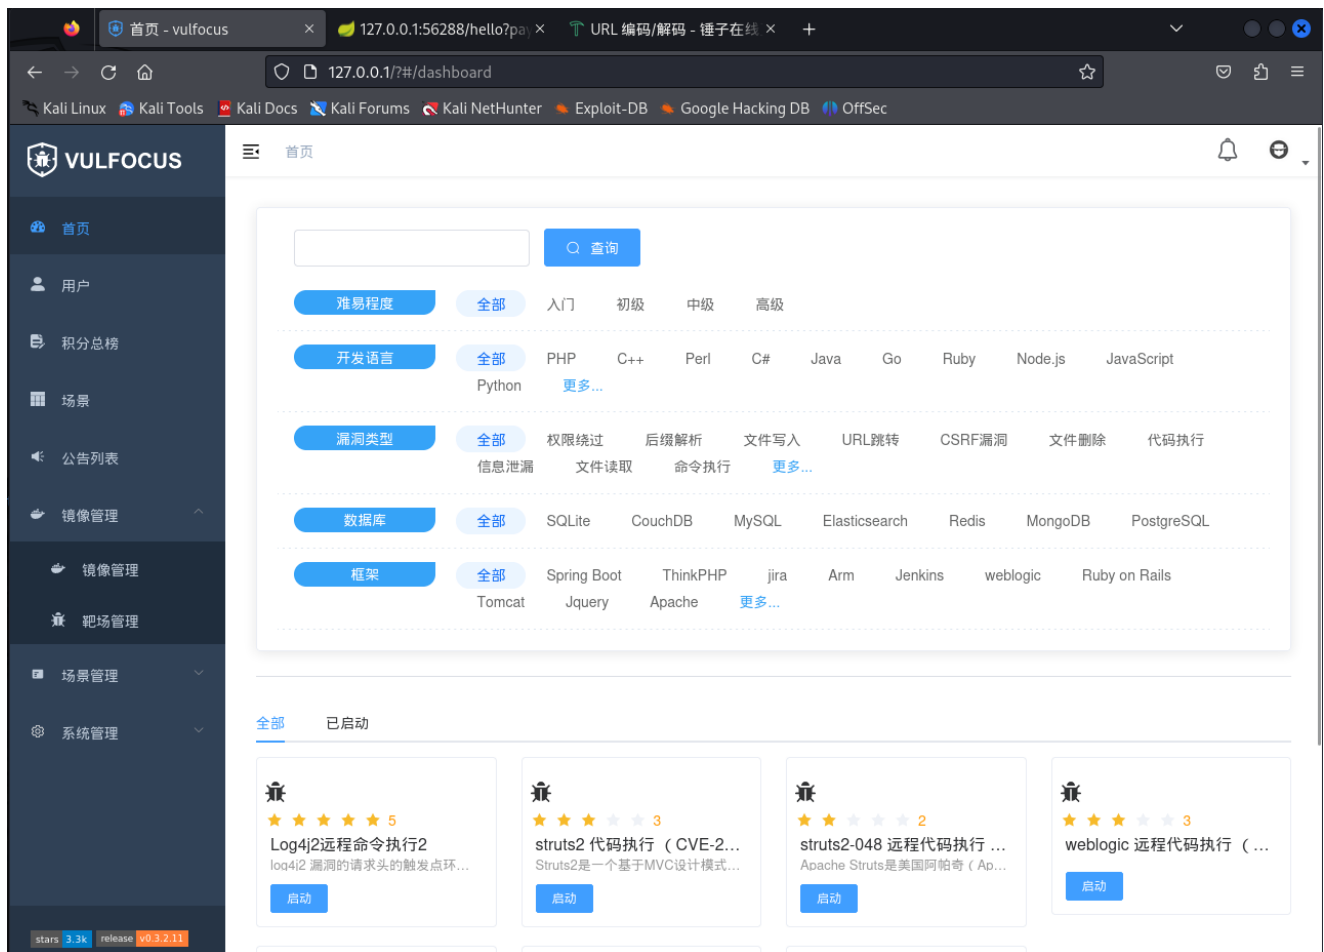 首页 - vulfocus
127.0.0.1:56288/hello?pay
URL 编码/解码 - 锤子在线
127.0.0.1/?#/dashboard
Kali Linux Kali Tools Kali Docs Kali Forums Kali NetHunter Exploit-DB Google Hacking DB OffSec
VULFOCUS
首页
首页
用户
积分总榜
场景
公告列表
镜像管理
镜像管理
靶场管理
场景管理
系统管理
stars 3.3k release v0.3.2.11
查询
难易程度 全部 入门 初级 中级 高级
开发语言 全部 PHP C++ Perl C# Java Go Ruby Node.js JavaScript
Python 更多...
漏洞类型 全部 权限绕过 后缀解析 文件写入 URL跳转 CSRF漏洞 文件删除 代码执行
信息泄漏 文件读取 命令执行 更多...
数据库 全部 SQLite CouchDB MySQL Elasticsearch Redis MongoDB PostgreSQL
框架 全部 Spring Boot ThinkPHP jira Arm Jenkins weblogic Ruby on Rails
Tomcat Jquery Apache 更多...
全部 已启动
5
Log4j2远程命令执行2
log4j2 漏洞的请求头的触发点环...
启动
3
struts2 代码执行 （CVE-2...
Struts2是一个基于MVC设计模式...
启动
2
struts2-048 远程代码执行 ...
Apache Struts是美国阿帕奇（Ap...
启动
3
weblogic 远程代码执行 （...
启动